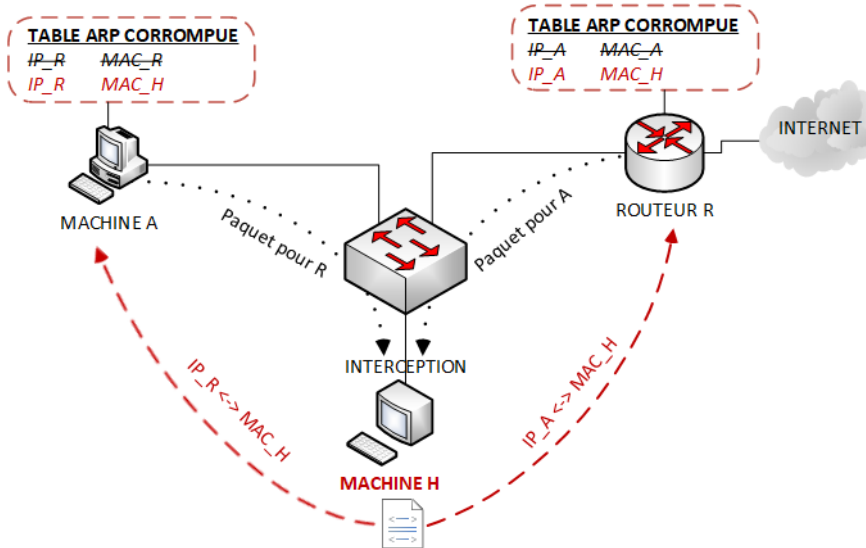 TABLE ARP CORROMPUE
IP_R MAC_R
IP_R MAC_H
TABLE ARP CORROMPUE
IP_A MAC_A
IP_A MAC_H
INTERNET
MACHINE A
ROUTEUR R
Paquet pour R
Paquet pour A
INTERCEPTION
IP_R <-> MAC_H
IP_A <-> MAC_H
MACHINE H